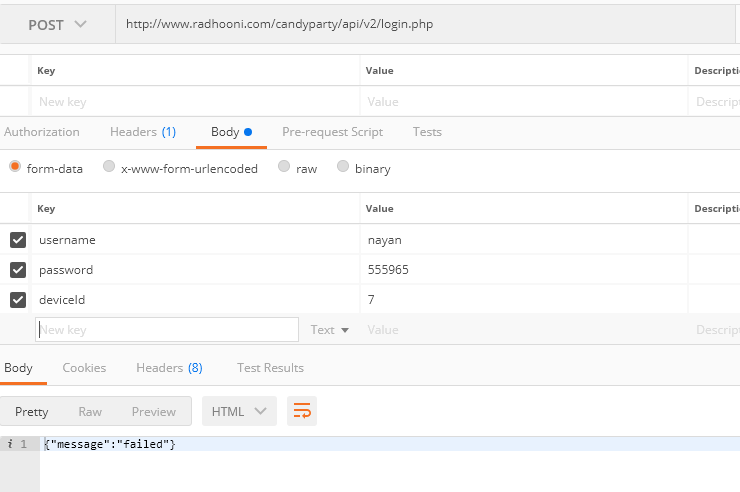 POST http://www.radhooni.com/candyparty/api/v2/login.php
Key Value Descripti
New key Value Descrip
Authorization Headers (1) Body Pre-request Script Tests
form-data x-www-form-urlencoded raw binary
Key Value Descripti
username nayan
password 555965
deviceId 7
New key Text Value Descrip
Body Cookies Headers (8) Test Results
Pretty Raw Preview HTML
i 1 {"message":"failed"}